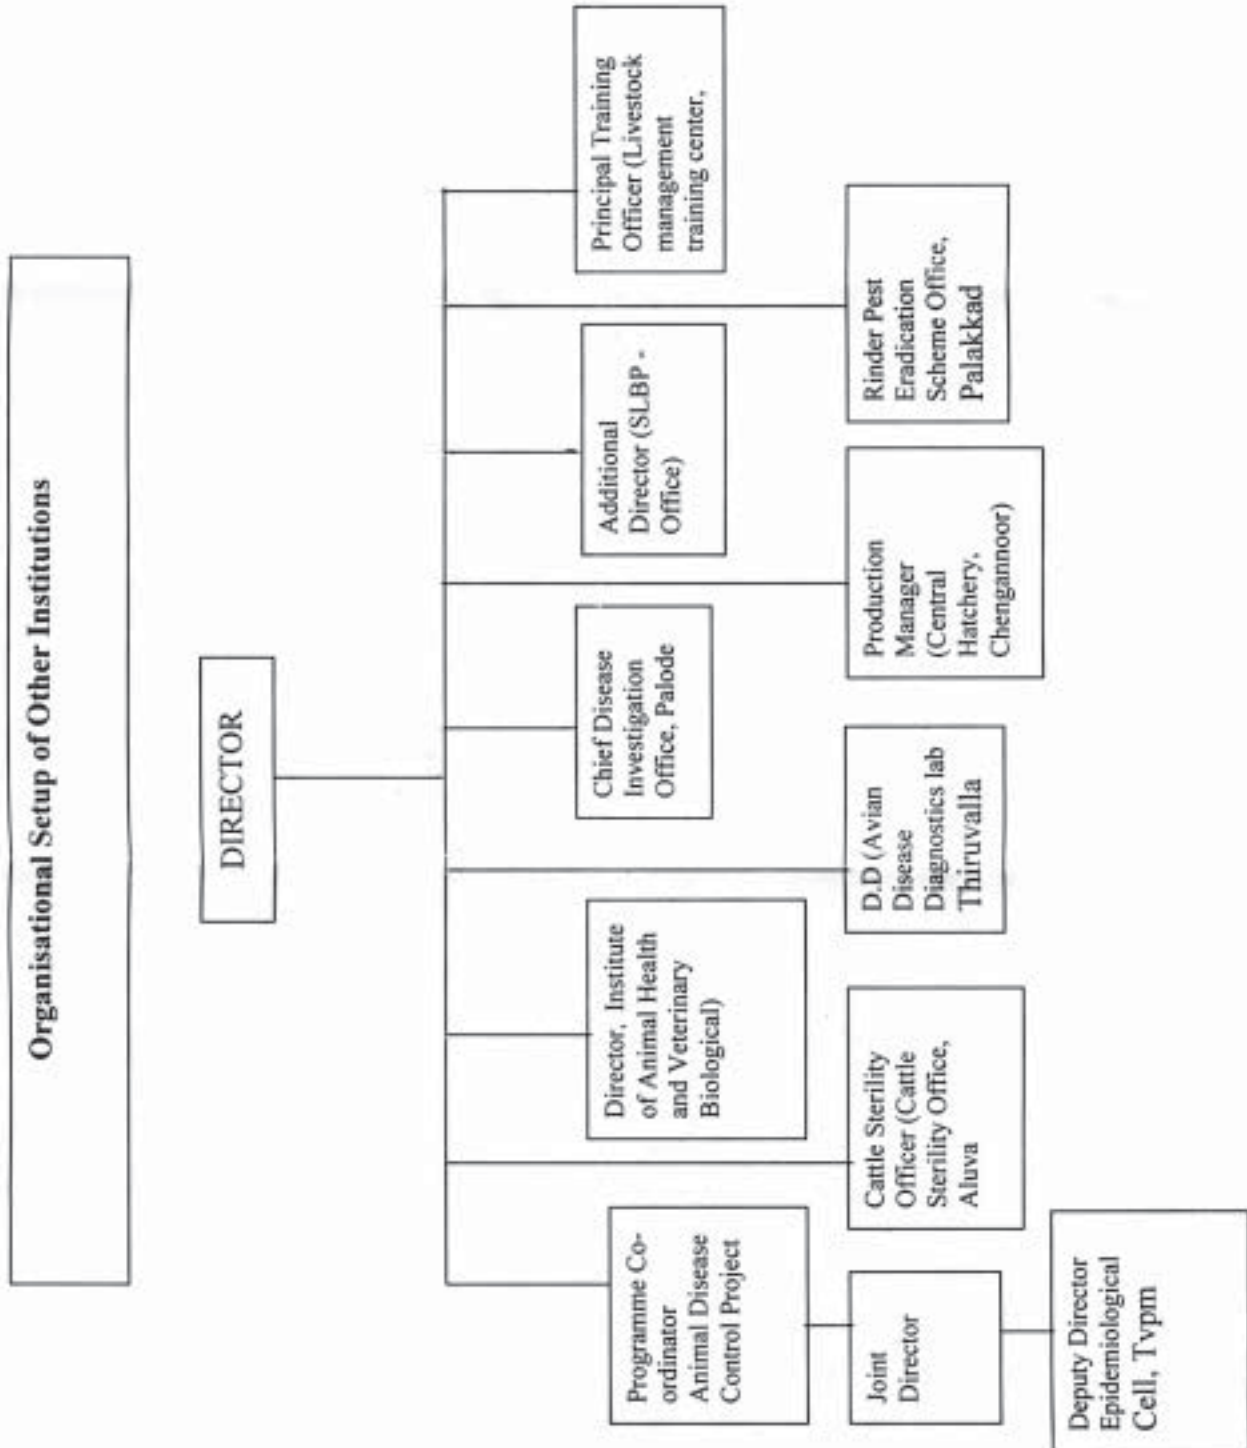 Organisational Setup of Other Institutions
DIRECTOR
Programme Co-
ordinator
Animal Disease
Control Project
Director, Institute
of Animal Health
and Veterinary
Biological)
Chief Disease
Investigation
Office, Palode
Additional
Director (SLBP -
Office)
Principal Training
Officer (Livestock
management
training center,
Joint
Director
Cattle Sterility
Officer (Cattle
Sterility Office,
Aluva
D.D (Avian
Disease
Diagnostics lab
Thiruvalla
Production
Manager
(Central
Hatchery,
Chengannoor)
Rinder Pest
Eradication
Scheme Office,
Palakkad
Deputy Director
Epidemiological
Cell, Tvpm